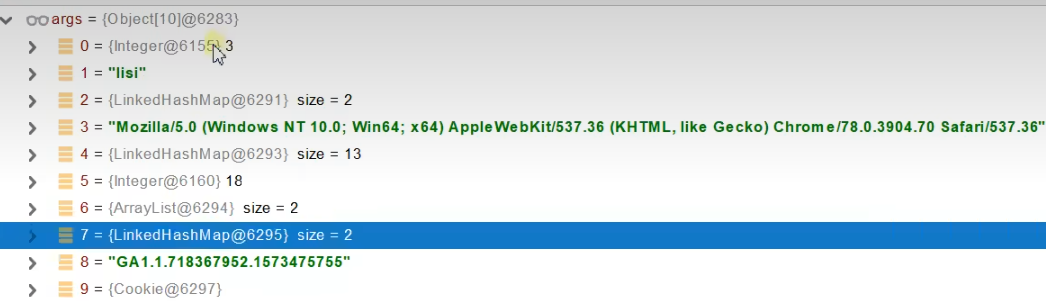 args = {Object[10]@6283}
0 = {Integer@6155} 3
1 = "lisi"
2 = {LinkedHashMap@6291} size = 2
3 = "Mozilla/5.0 (Windows NT 10.0; Win64; x64) AppleWebKit/537.36 (KHTML, like Gecko) Chrome/78.0.3904.70 Safari/537.36"
4 = {LinkedHashMap@6293} size = 13
5 = {Integer@6160} 18
6 = {ArrayList@6294} size = 2
7 = {LinkedHashMap@6295} size = 2
8 = "GA1.1.718367952.1573475755"
9 = {Cookie@6297}